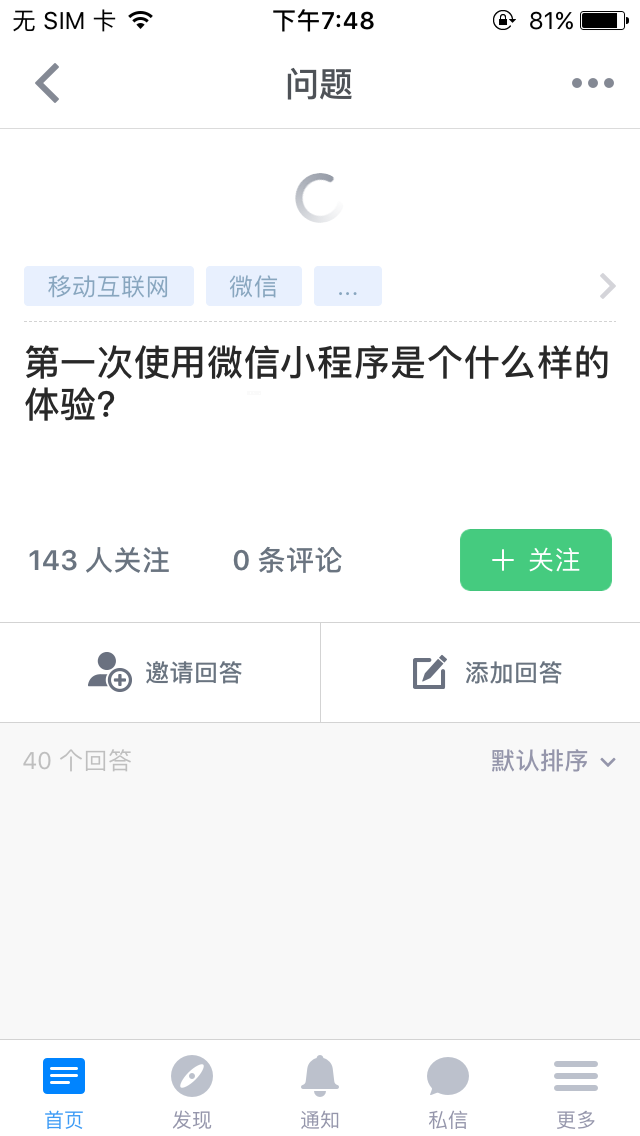 无 SIM 卡 下午7:48 81%
问题
移动互联网 微信 ...
第一次使用微信小程序是个什么样的
体验?
143 人关注 0 条评论 + 关注
邀请回答 添加回答
40 个回答 默认排序
首页 发现 通知 私信 更多